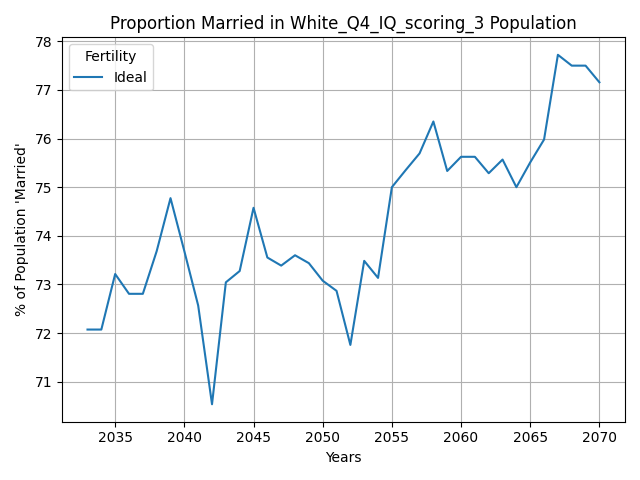 Proportion Married in White_Q4_IQ_scoring_3 Population
78
77
76
75
74
73
72
71
% of Population 'Married'
Fertility
Ideal
2035 2040 2045 2050 2055 2060 2065 2070
Years